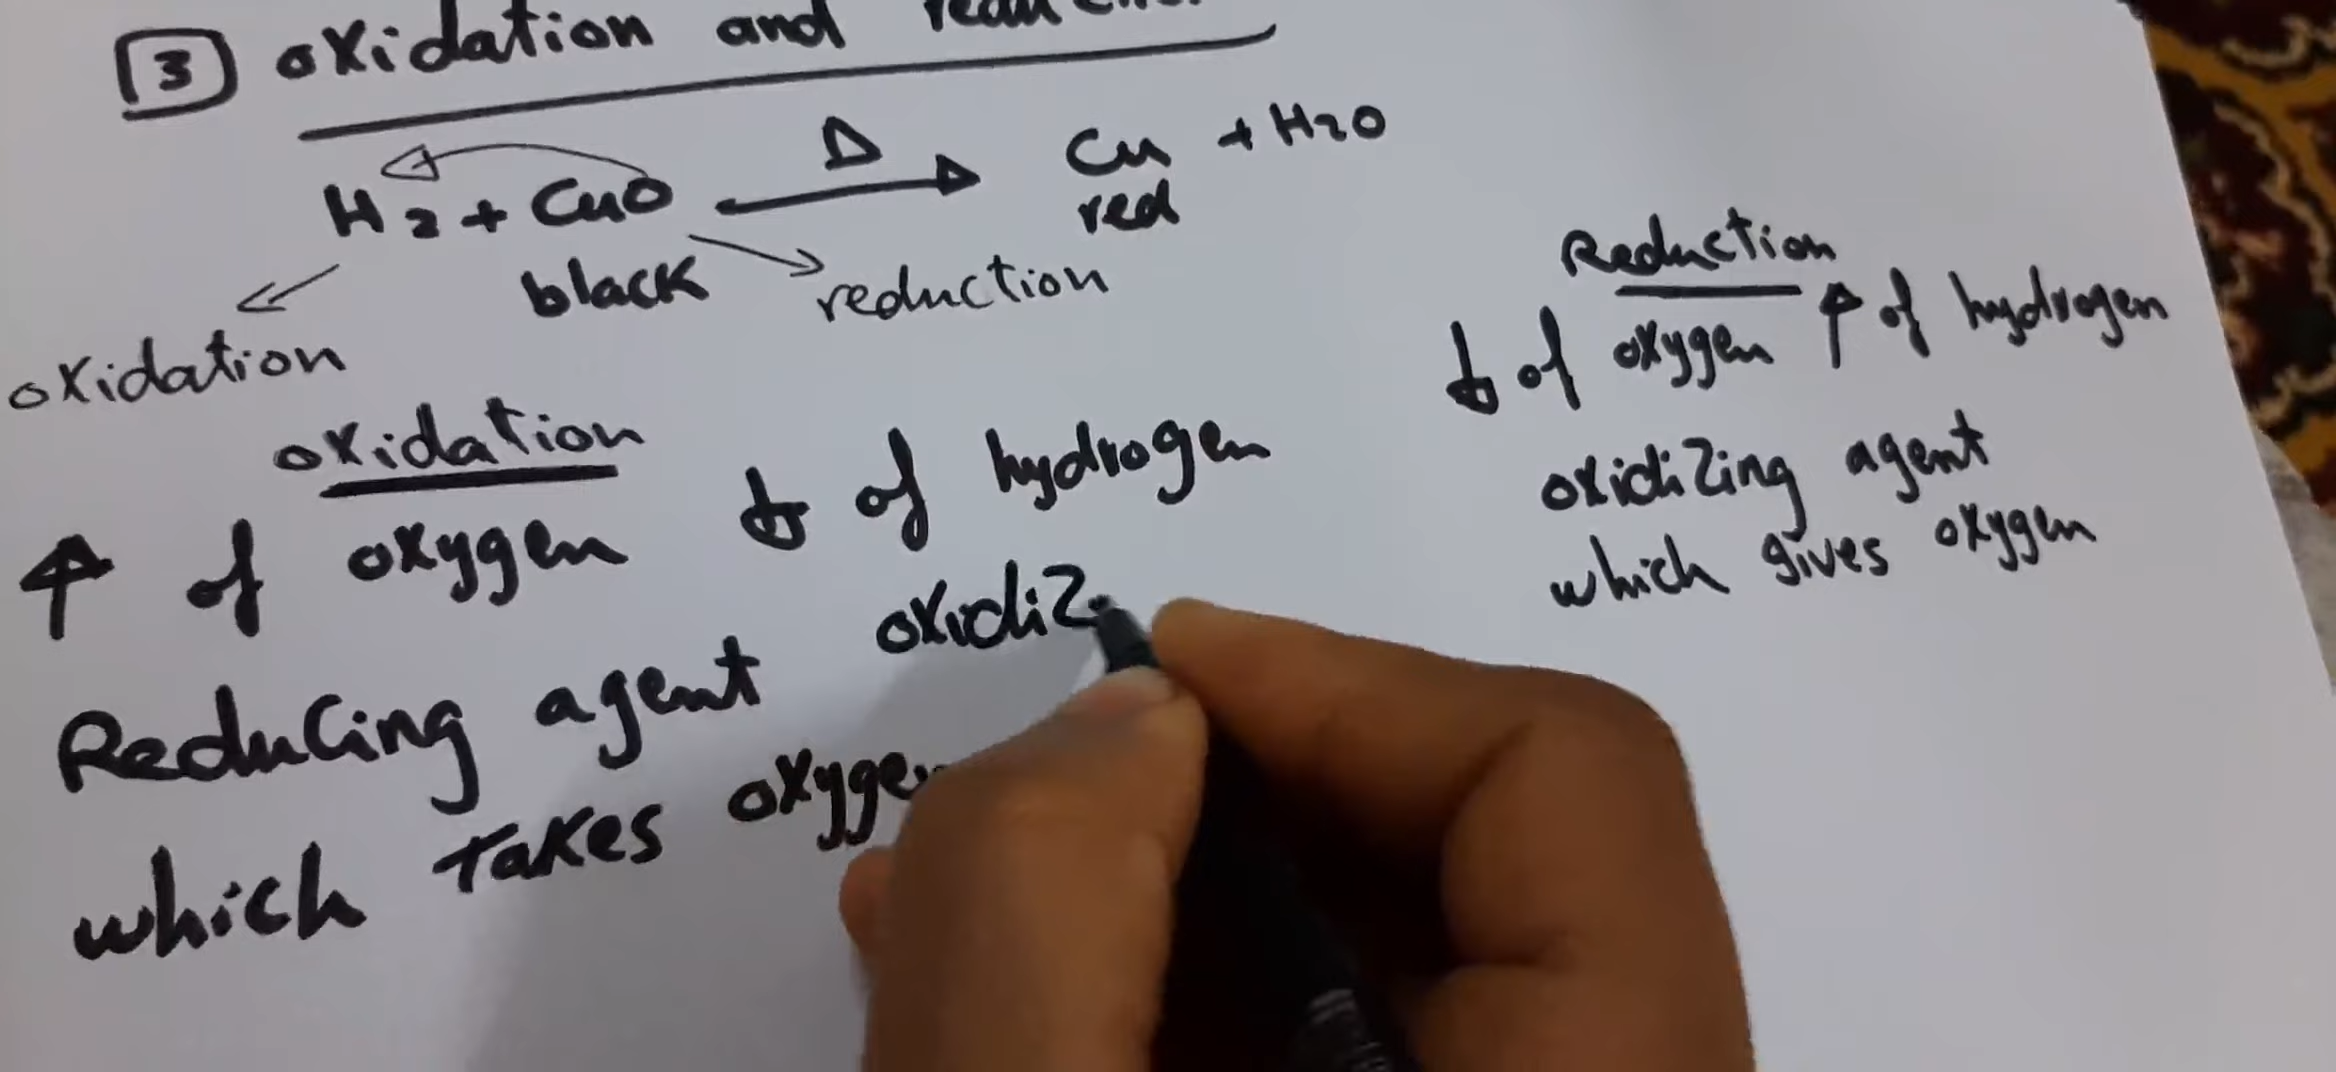 3 oxidation and
Δ
H2 + CuO → Cu + H2O
black red
oxidation reduction
oxidation
↑ of oxygen ↓ of hydrogen
Reducing agent oxidiz
which takes oxygen
Reduction
↓ of oxygen ↑ of hydrogen
oxidizing agent
which gives oxygen